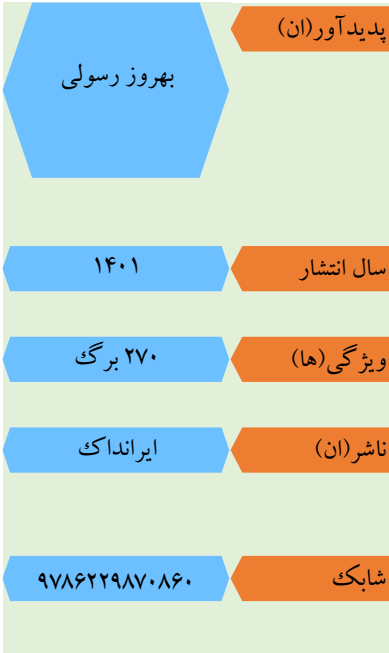 پدیدآور(ان)
بهروز رسولی
سال انتشار
۱۴۰۱
ویژگی(ها)
۲۷۰ برگ
ناشر(ان)
ایرانداک
شابک
۹۷۸۶۲۲۹۸۷۰۸۶۰